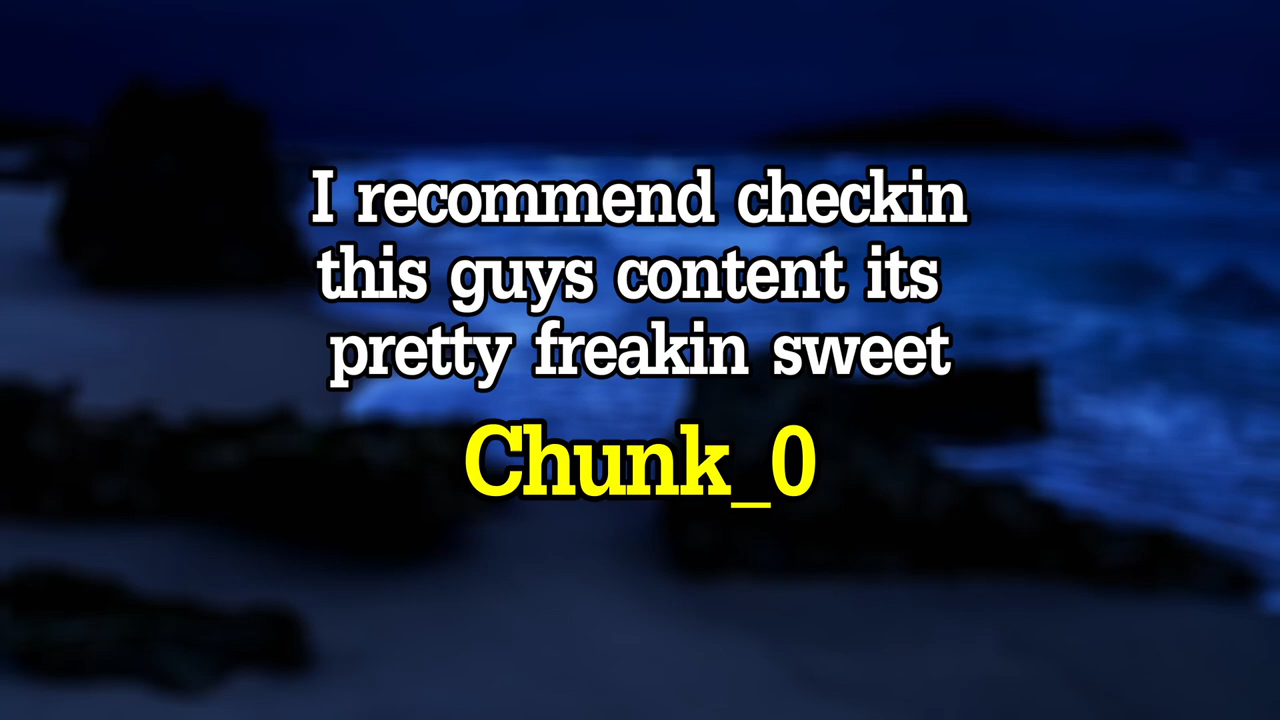 I recommend checkin
this guys content its
pretty freakin sweet
Chunk_0